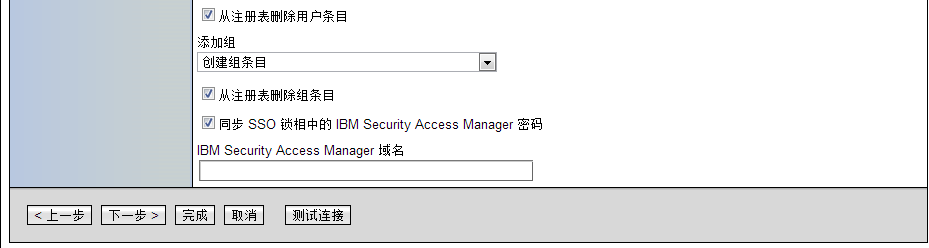 从注册表删除用户条目
添加组
创建组条目
从注册表删除组条目
同步 SSO 锁相中的 IBM Security Access Manager 密码
IBM Security Access Manager 域名
< 上一步 下一步 > 完成 取消 测试连接